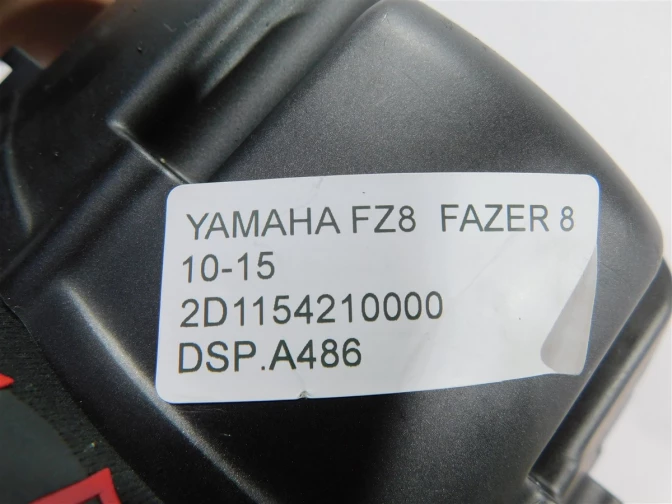 YAMAHA FZ8 FAZER 8
10-15
2D1154210000
DSP.A486